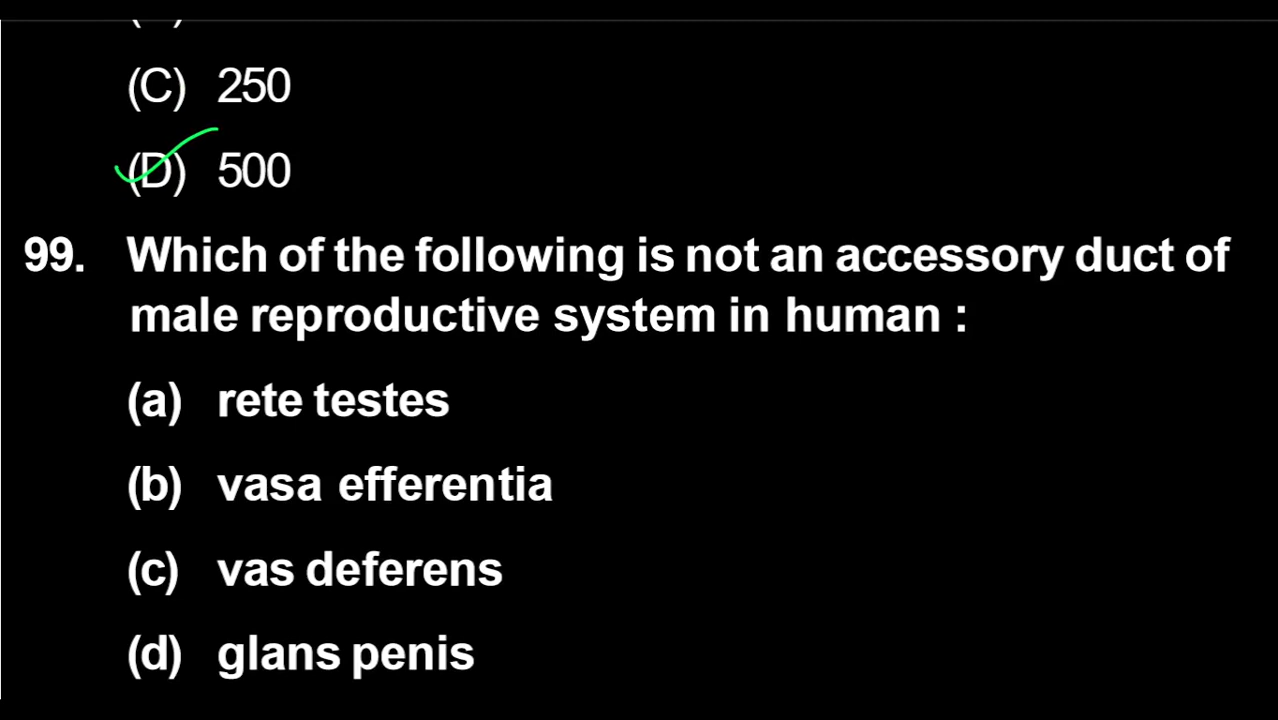 (C) 250
(D) 500
99. Which of the following is not an accessory duct of
male reproductive system in human :
(a) rete testes
(b) vasa efferentia
(c) vas deferens
(d) glans penis